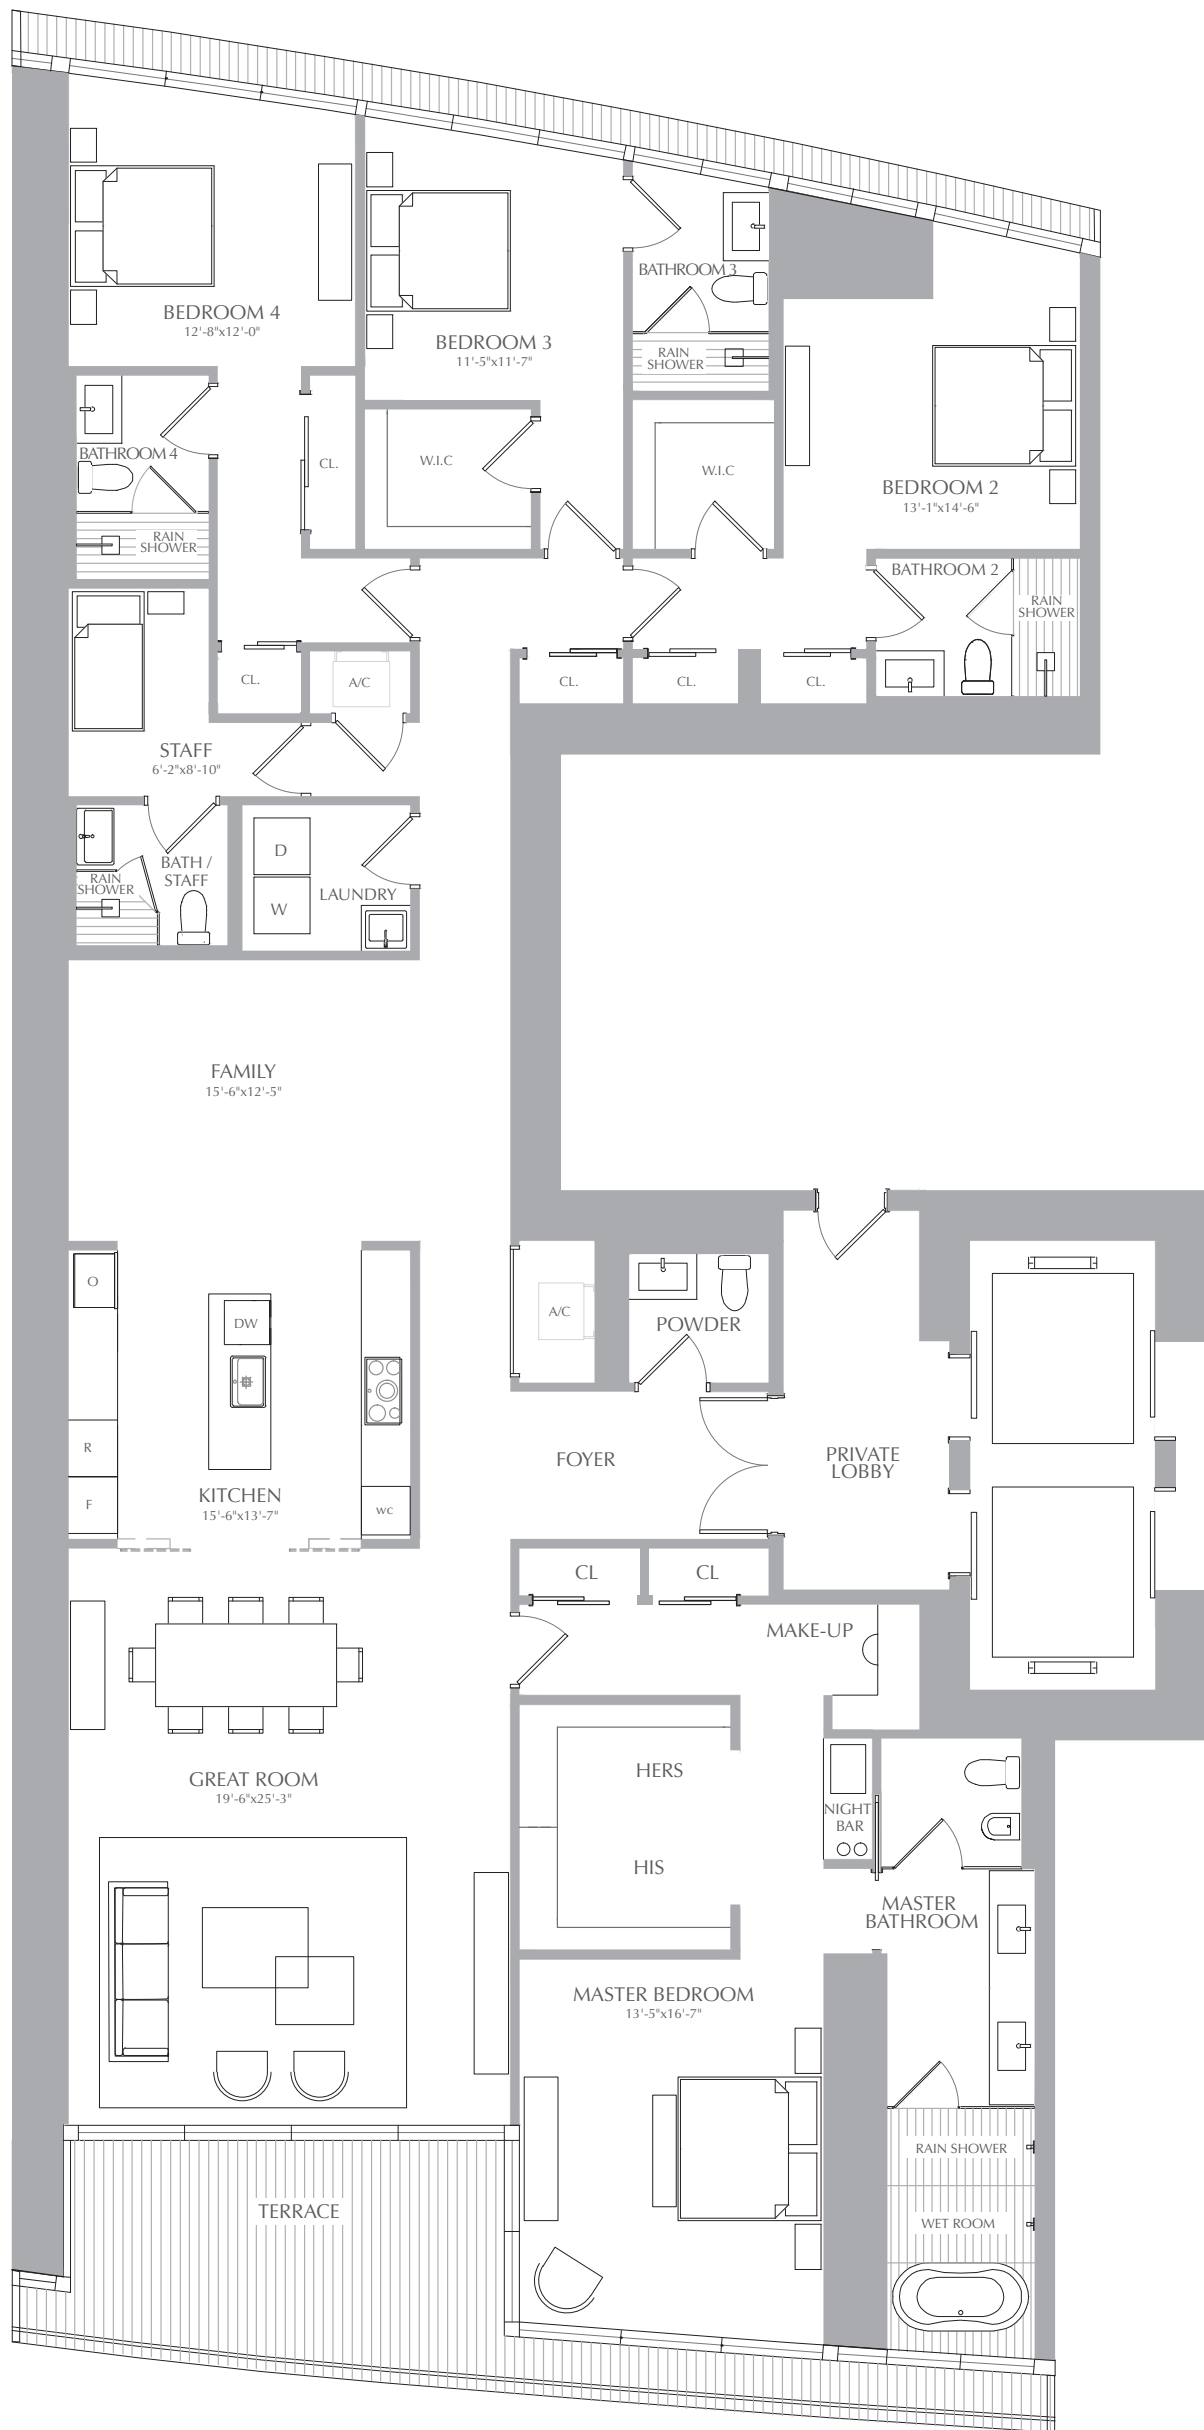 BATHROOM 3
BEDROOM 4
12'-8"x12'-0"
BEDROOM 3
11'-5"x11'-7"
RAIN
SHOWER
BATHROOM 4
CL.
W.I.C
W.I.C
BEDROOM 2
13'-1"x14'-6"
RAIN
SHOWER
BATHROOM 2
RAIN
SHOWER
CL.
A/C
CL.
CL.
CL.
STAFF
6'-2"x8'-10"
D
BATH /
STAFF
RAIN
SHOWER
LAUNDRY
W
FAMILY
15'-6"x12'-5"
O
DW
A/C
POWDER
R
FOYER
PRIVATE
LOBBY
KITCHEN
15'-6"x13'-7"
F
WC
CL
CL
MAKE-UP
HERS
GREAT ROOM
19'-6"x25'-3"
NIGHT
BAR
HIS
MASTER
BATHROOM
MASTER BEDROOM
13'-5"x16'-7"
RAIN SHOWER
TERRACE
WET ROOM